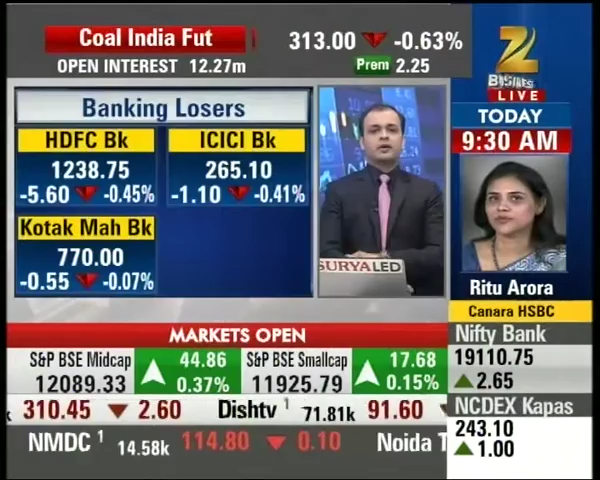 Coal India Fut
313.00 -0.63%
OPEN INTEREST 12.27m
Prem 2.25
Z
BUSINESS
LIVE
TODAY
9:30 AM
Ritu Arora
Canara HSBC
Banking Losers
HDFC Bk
1238.75
-5.60 -0.45%
ICICI Bk
265.10
-1.10 -0.41%
Kotak Mah Bk
770.00
-0.55 -0.07%
SURYA LED
MARKETS OPEN
S&P BSE Midcap 44.86
12089.33 0.37%
S&P BSE Smallcap 17.68
11925.79 0.15%
Nifty Bank
19110.75
2.65
NCDEX Kapas
243.10
1.00
k 310.45 2.60 Dishtv 1 71.81k 91.60
NMDC 1 14.58k 114.80 0.10 Noida T